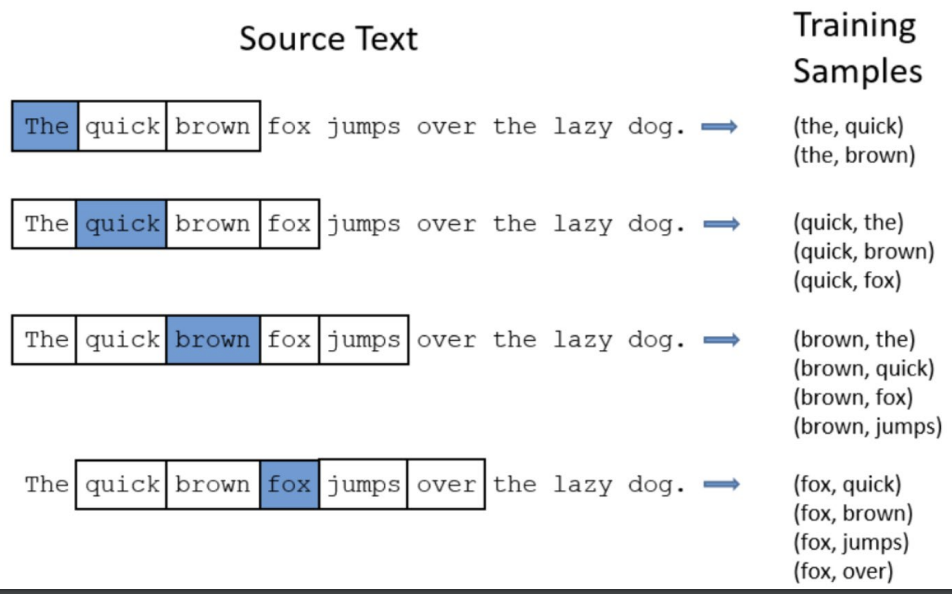 Source Text
Training
Samples
The quick brown fox jumps over the lazy dog.
(the, quick)
(the, brown)
The quick brown fox jumps over the lazy dog.
(quick, the)
(quick, brown)
(quick, fox)
The quick brown fox jumps over the lazy dog.
(brown, the)
(brown, quick)
(brown, fox)
(brown, jumps)
The quick brown fox jumps over the lazy dog.
(fox, quick)
(fox, brown)
(fox, jumps)
(fox, over)